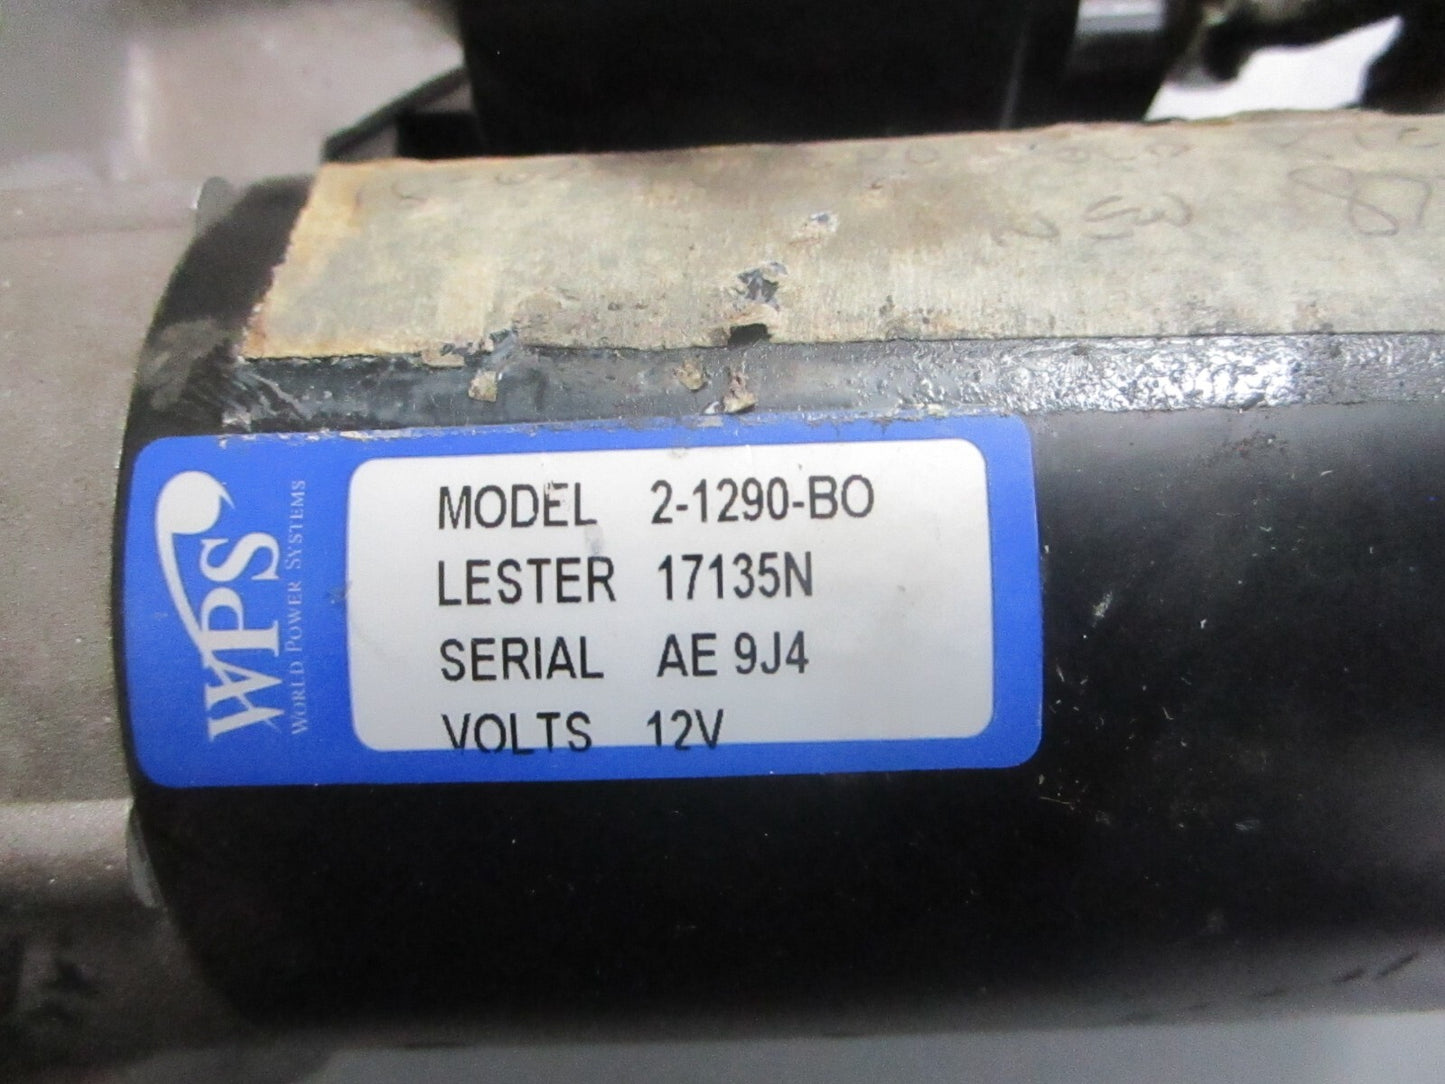 WPS
WORLD POWER SYSTEMS
MODEL 2-1290-BO
LESTER 17135N
SERIAL AE 9J4
VOLTS 12V